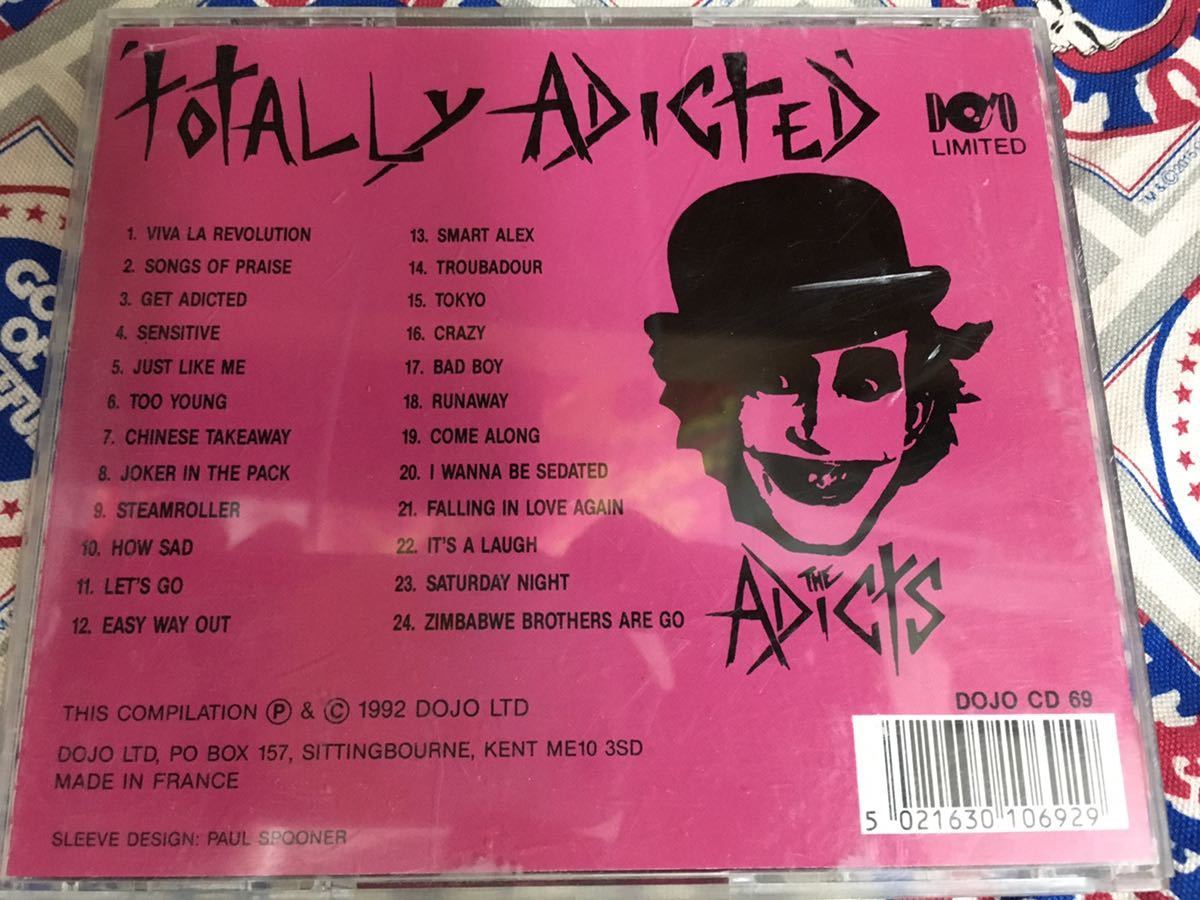 'TOTALLY ADICTED'
DOJO
LIMITED
1. VIVA LA REVOLUTION
2. SONGS OF PRAISE
3. GET ADICTED
4. SENSITIVE
5. JUST LIKE ME
6. TOO YOUNG
7. CHINESE TAKEAWAY
8. JOKER IN THE PACK
9. STEAMROLLER
10. HOW SAD
11. LET'S GO
12. EASY WAY OUT
13. SMART ALEX
14. TROUBADOUR
15. TOKYO
16. CRAZY
17. BAD BOY
18. RUNAWAY
19. COME ALONG
20. I WANNA BE SEDATED
21. FALLING IN LOVE AGAIN
22. IT'S A LAUGH
23. SATURDAY NIGHT
24. ZIMBABWE BROTHERS ARE GO
THE
ADICTS
THIS COMPILATION Ⓟ & © 1992 DOJO LTD
DOJO LTD, PO BOX 157, SITTINGBOURNE, KENT ME10 3SD
MADE IN FRANCE
SLEEVE DESIGN: PAUL SPOONER
DOJO CD 69
5 021630 106929